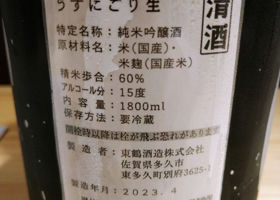 うすにごり生
清酒
特定名称：純米吟醸酒
原材料名：米(国産)・
米麹(国産米)
精米歩合：60%
アルコール分：15度
内容量：1800ml
保存方法：要冷蔵
開栓時以降は栓が飛ぶ恐れがあります
製造者：東鶴酒造株式会社
佐賀県多久市
東多久町別府3625-1
製造年月：2023.4